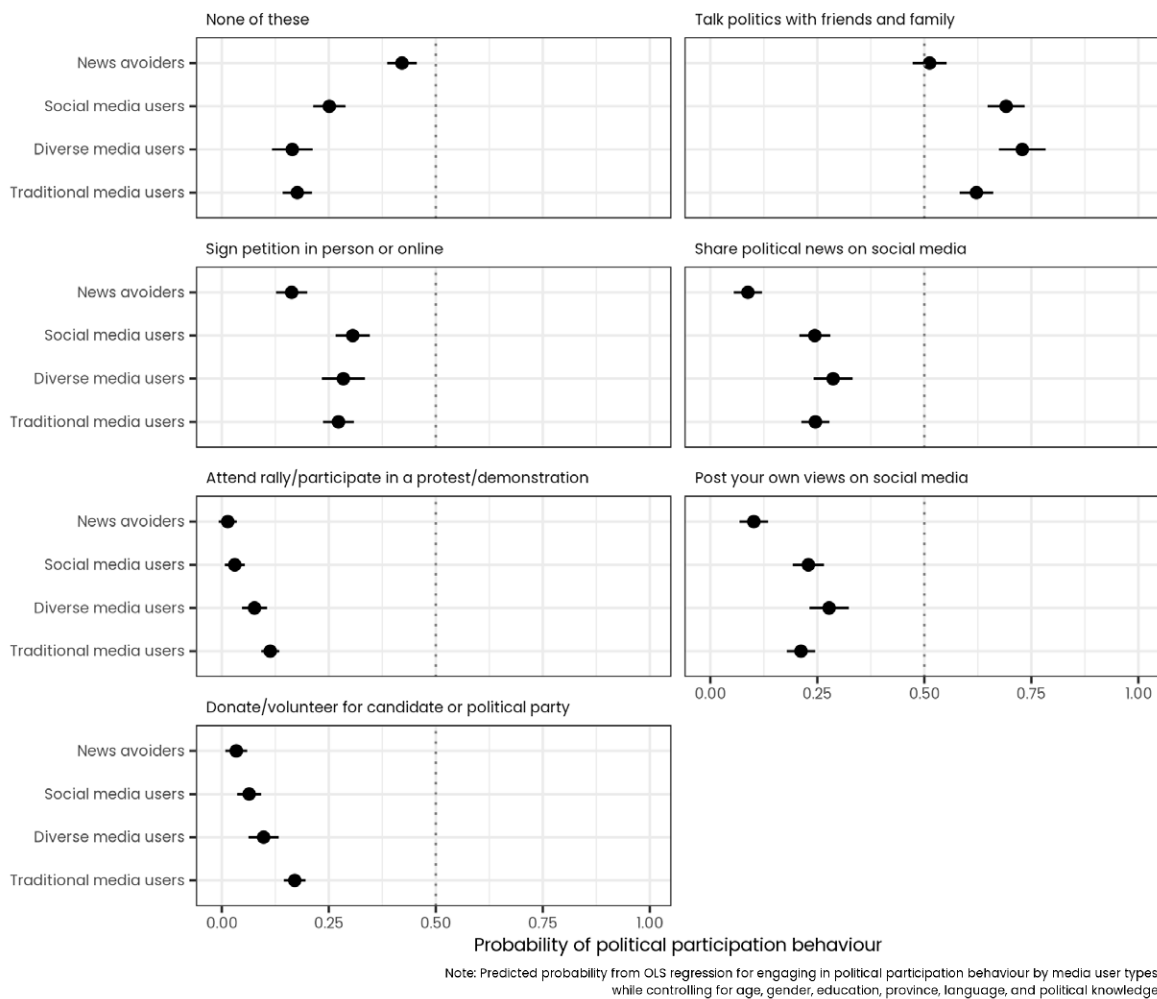 None of these
News avoiders
Social media users
Diverse media users
Traditional media users
Talk politics with friends and family
Sign petition in person or online
News avoiders
Social media users
Diverse media users
Traditional media users
Share political news on social media
Attend rally/participate in a protest/demonstration
News avoiders
Social media users
Diverse media users
Traditional media users
Post your own views on social media
0.00 0.25 0.50 0.75 1.00
Donate/volunteer for candidate or political party
News avoiders
Social media users
Diverse media users
Traditional media users
0.00 0.25 0.50 0.75 1.00
Probability of political participation behaviour
Note: Predicted probability from OLS regression for engaging in political participation behaviour by media user types
while controlling for age, gender, education, province, language, and political knowledge